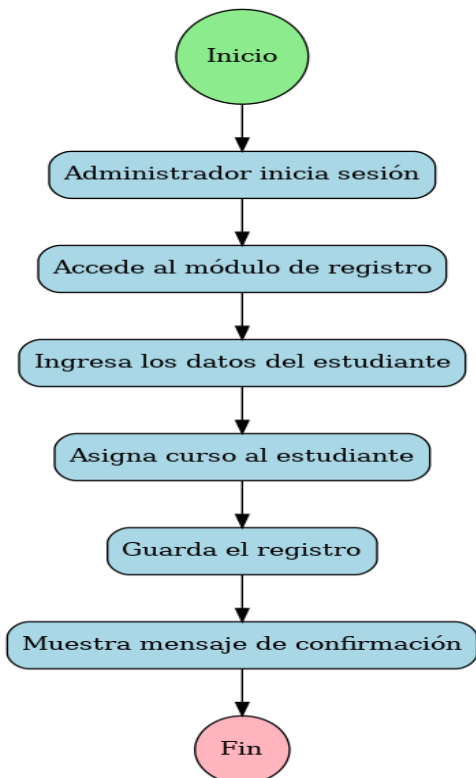 Inicio
Administrador inicia sesión
Accede al módulo de registro
Ingresa los datos del estudiante
Asigna curso al estudiante
Guarda el registro
Muestra mensaje de confirmación
Fin